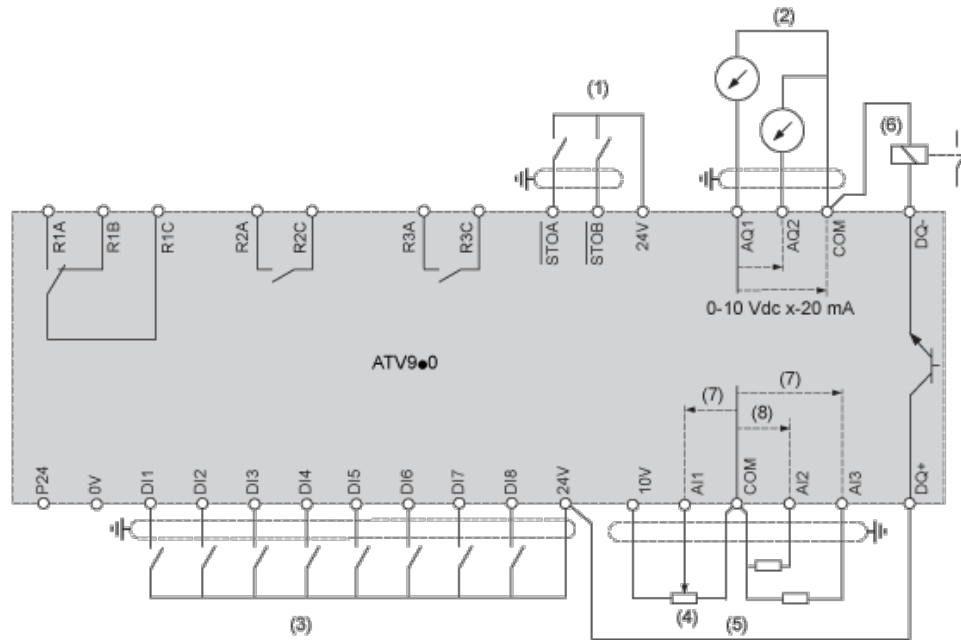 (2)
(1)
(6)
R1A
R1B
R1C
R2A
R2C
R3A
R3C
STOA
STOB
24V
AQ1
AQ2
COM
DQ-
0-10 Vdc x-20 mA
ATV9●0
(7)
(7)
(8)
P24
0V
DI1
DI2
DI3
DI4
DI5
DI6
DI7
DI8
24V
10V
AI1
COM
AI2
AI3
DQ+
(3)
(4)
(5)